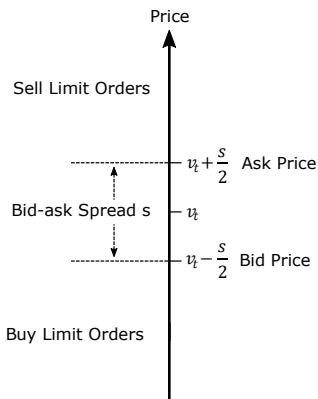 Price
Sell Limit Orders
v_t + s/2 Ask Price
Bid-ask Spread s
v_t
v_t − s/2 Bid Price
Buy Limit Orders